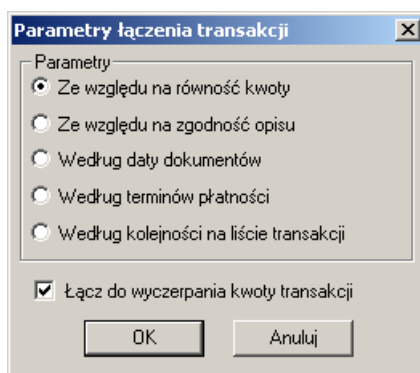 Parametry łączenia transakcji
Parametry
Ze względu na równość kwoty
Ze względu na zgodność opisu
Według daty dokumentów
Według terminów płatności
Według kolejności na liście transakcji
Łącz do wyczerpania kwoty transakcji
OK
Anuluj